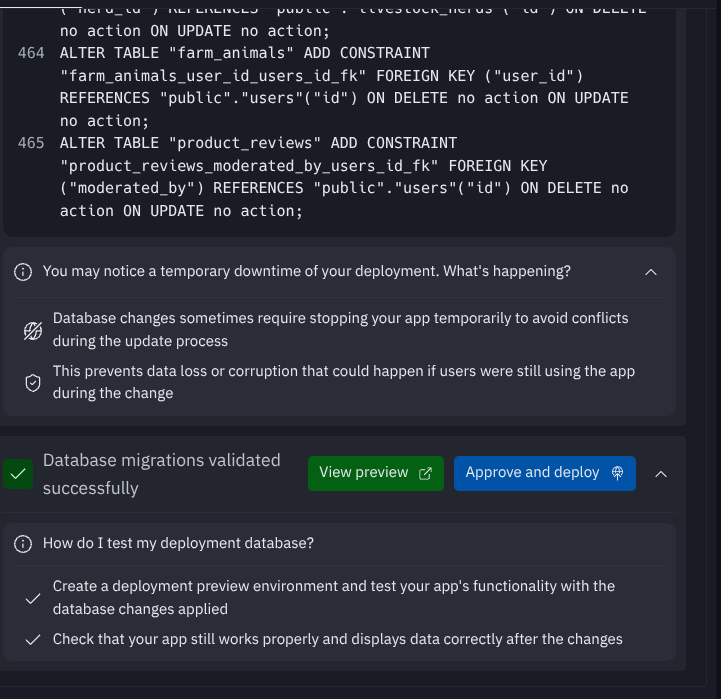 ("herd_id") REFERENCES "public"."livestock_herds"("id") ON DELETE
no action ON UPDATE no action;
464 ALTER TABLE "farm_animals" ADD CONSTRAINT
"farm_animals_user_id_users_id_fk" FOREIGN KEY ("user_id")
REFERENCES "public"."users"("id") ON DELETE no action ON UPDATE
no action;
465 ALTER TABLE "product_reviews" ADD CONSTRAINT
"product_reviews_moderated_by_users_id_fk" FOREIGN KEY
("moderated_by") REFERENCES "public"."users"("id") ON DELETE no
action ON UPDATE no action;
You may notice a temporary downtime of your deployment. What's happening?
Database changes sometimes require stopping your app temporarily to avoid conflicts
during the update process
This prevents data loss or corruption that could happen if users were still using the app
during the change
Database migrations validated
successfully
View preview
Approve and deploy
How do I test my deployment database?
Create a deployment preview environment and test your app's functionality with the
database changes applied
Check that your app still works properly and displays data correctly after the changes